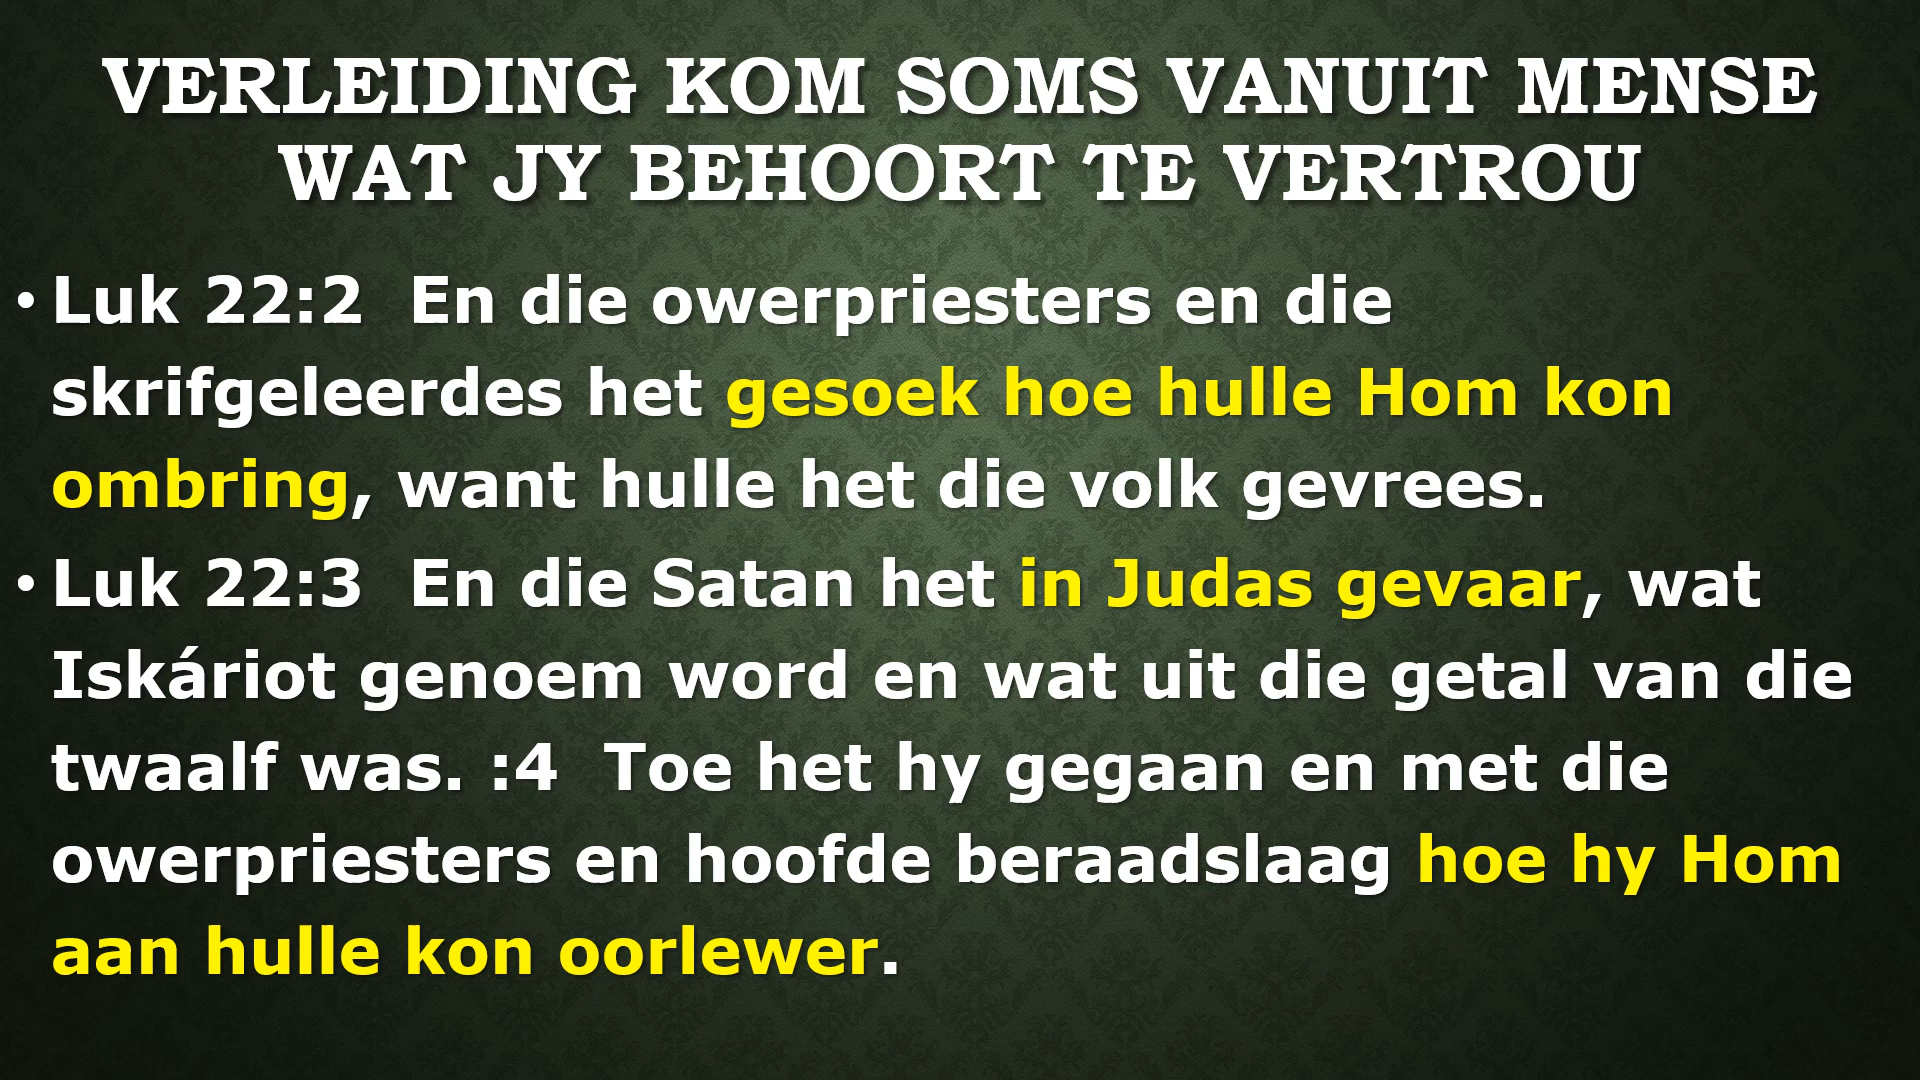 VERLEIDING KOM SOMS VANUIT MENSE
WAT JY BEHOORT TE VERTROU
• Luk 22:2  En die owerpriesters en die
skrifgeleerdes het gesoek hoe hulle Hom kon
ombring, want hulle het die volk gevrees.
• Luk 22:3  En die Satan het in Judas gevaar, wat
Iskáriot genoem word en wat uit die getal van die
twaalf was. :4  Toe het hy gegaan en met die
owerpriesters en hoofde beraadslaag hoe hy Hom
aan hulle kon oorlewer.